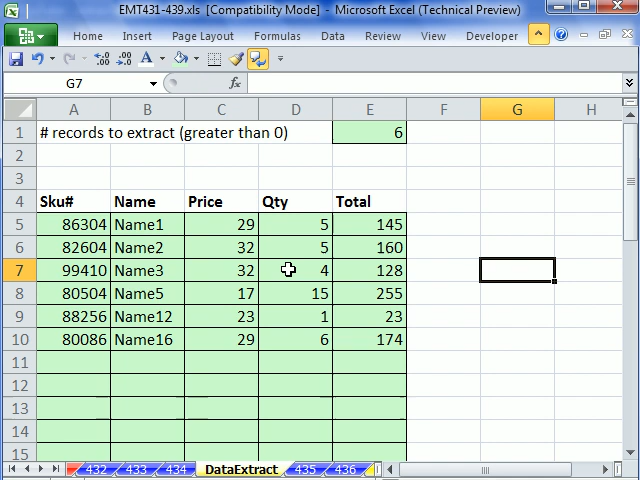 EMT431-439.xls [Compatibility Mode] - Microsoft Excel (Technical Preview)
Home Insert Page Layout Formulas Data Review View Developer
G7 fx
A B C D E F G H
1 # records to extract (greater than 0) 6
2
3
4 Sku# Name Price Qty Total
5 86304 Name1 29 5 145
6 82604 Name2 32 5 160
7 99410 Name3 32 4 128
8 80504 Name5 17 15 255
9 88256 Name12 23 1 23
10 80086 Name16 29 6 174
11
12
13
14
15
432 433 434 DataExtract 435 436